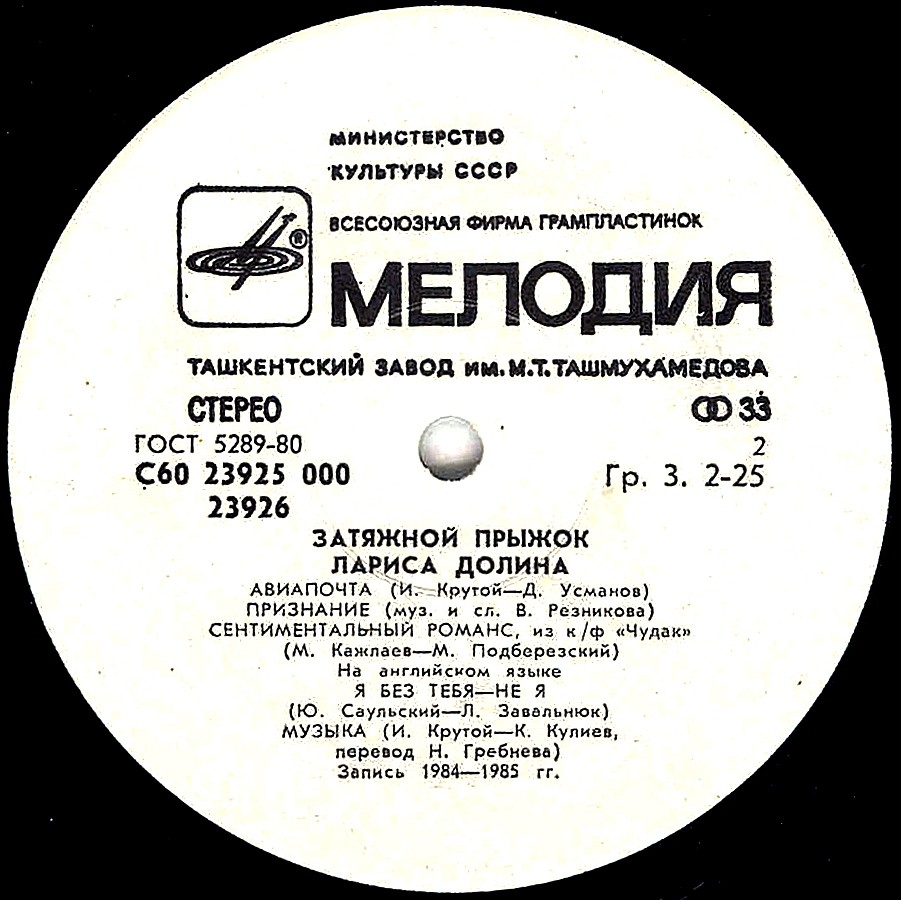 МИНИСТЕРСТВО
КУЛЬТУРЫ СССР
ВСЕСОЮЗНАЯ ФИРМА ГРАМПЛАСТИНОК
®
МЕЛОДИЯ
ТАШКЕНТСКИЙ ЗАВОД им. М.Т. ТАШМУХАМЕДОВА
СТЕРЕО
33
ГОСТ 5289-80
2
С60 23925 000
Гр. 3. 2-25
23926
ЗАТЯЖНОЙ ПРЫЖОК
ЛАРИСА ДОЛИНА
АВИАПОЧТА (И. Крутой—Д. Усманов)
ПРИЗНАНИЕ (муз. и сл. В. Резникова)
СЕНТИМЕНТАЛЬНЫЙ РОМАНС, из к/ф «Чудак»
(М. Кажлаев—М. Подберезский)
На английском языке
Я БЕЗ ТЕБЯ—НЕ Я
(Ю. Саульский—Л. Завальнюк)
МУЗЫКА (И. Крутой—К. Кулиев,
перевод Н. Гребнева)
Запись 1984—1985 гг.